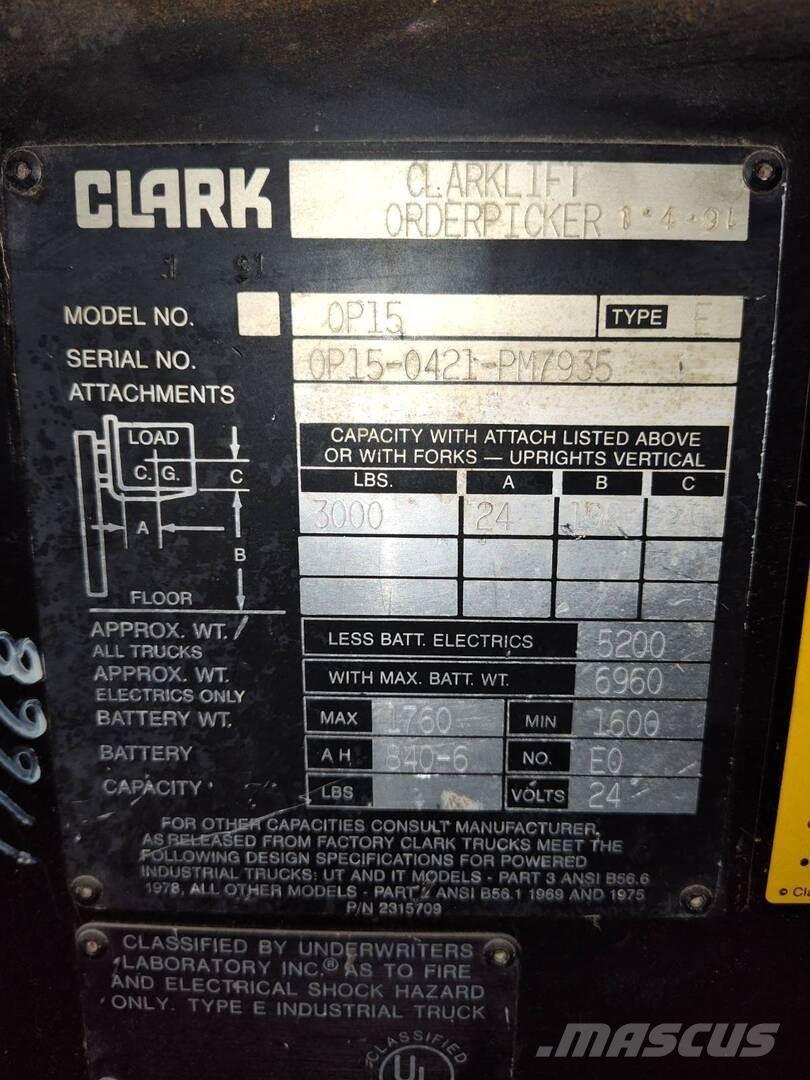 CLARK
CLARKLIFT
ORDERPICKER
MODEL NO. OP15 TYPE E
SERIAL NO. OP15-0421-PM7935
ATTACHMENTS
CAPACITY WITH ATTACH LISTED ABOVE
OR WITH FORKS — UPRIGHTS VERTICAL
LBS. A B C
3000 24
LOAD
C. G.
C
A
B
FLOOR
APPROX. WT.
ALL TRUCKS
LESS BATT. ELECTRICS 5200
APPROX. WT.
ELECTRICS ONLY
WITH MAX. BATT. WT. 6960
BATTERY WT. MAX 1760 MIN 1600
BATTERY AH 840-6 NO. E0
CAPACITY LBS VOLTS 24
FOR OTHER CAPACITIES CONSULT MANUFACTURER.
AS RELEASED FROM FACTORY CLARK TRUCKS MEET THE
FOLLOWING DESIGN SPECIFICATIONS FOR POWERED
INDUSTRIAL TRUCKS: UT AND IT MODELS - PART 3 ANSI B56.6
1978, ALL OTHER MODELS - PART 2 ANSI B56.1 1969 AND 1975
P/N 2315709
CLASSIFIED BY UNDERWRITERS
LABORATORY INC.® AS TO FIRE
AND ELECTRICAL SHOCK HAZARD
ONLY. TYPE E INDUSTRIAL TRUCK
CLASSIFIED
UL
MASCUS